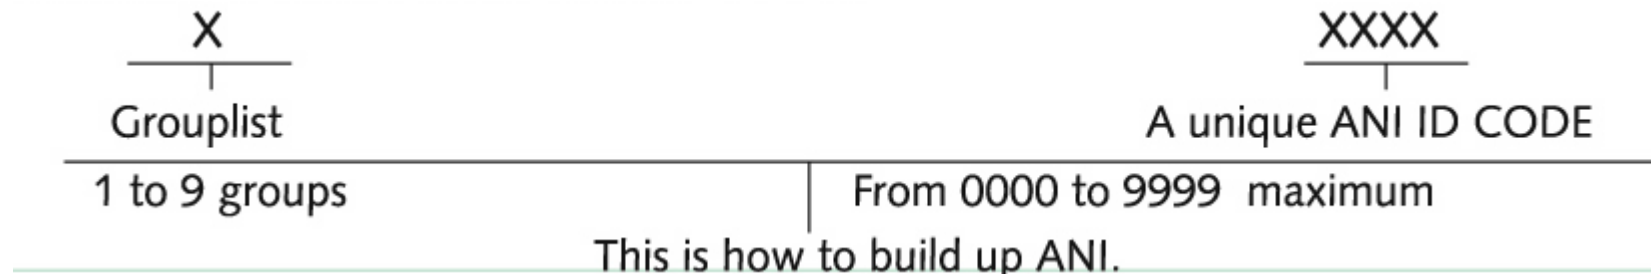 X XXXX
Grouplist A unique ANI ID CODE
1 to 9 groups From 0000 to 9999 maximum
This is how to build up ANI.